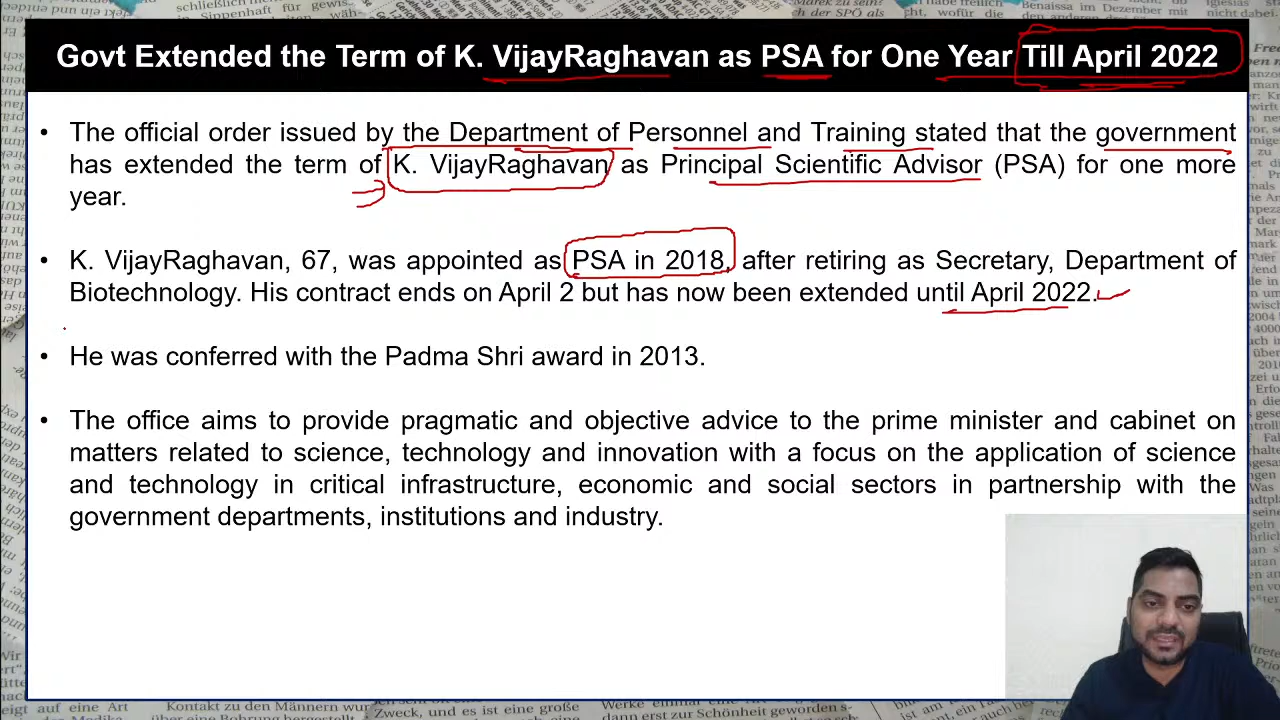 Govt Extended the Term of K. VijayRaghavan as PSA for One Year Till April 2022
• The official order issued by the Department of Personnel and Training stated that the government
has extended the term of K. VijayRaghavan as Principal Scientific Advisor (PSA) for one more
year.
• K. VijayRaghavan, 67, was appointed as PSA in 2018, after retiring as Secretary, Department of
Biotechnology. His contract ends on April 2 but has now been extended until April 2022.
• He was conferred with the Padma Shri award in 2013.
• The office aims to provide pragmatic and objective advice to the prime minister and cabinet on
matters related to science, technology and innovation with a focus on the application of science
and technology in critical infrastructure, economic and social sectors in partnership with the
government departments, institutions and industry.